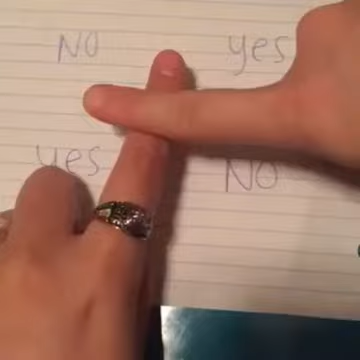 NO yes
yes NO